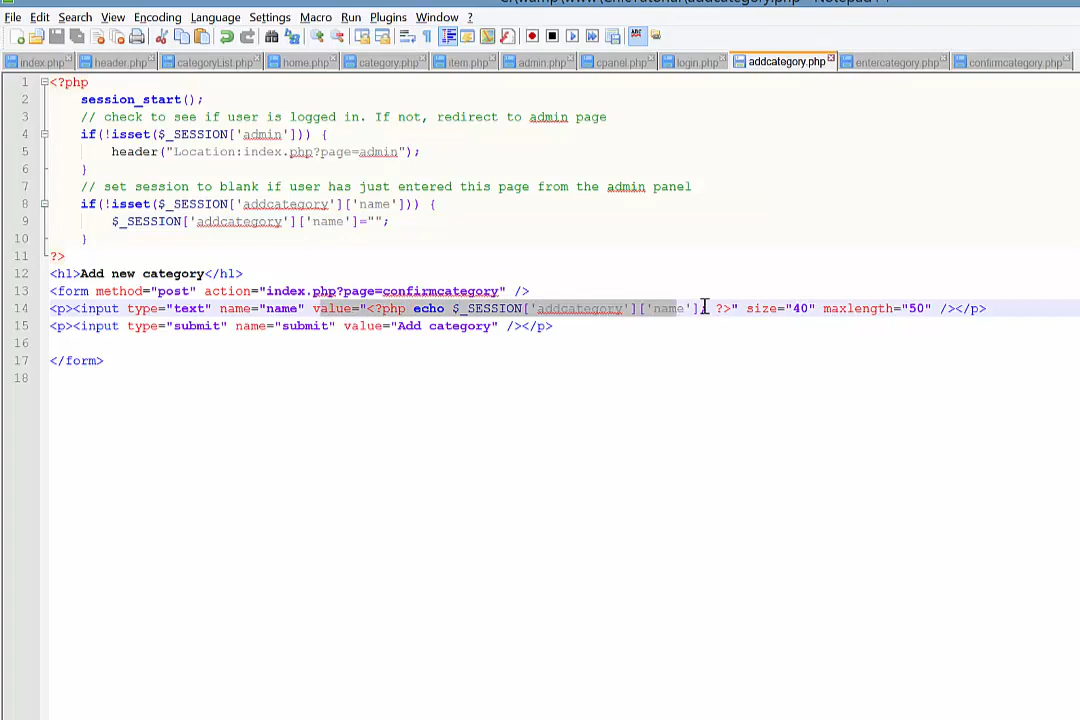 File Edit Search View Encoding Language Settings Macro Run Plugins Window ?
index.php header.php categoryList.php home.php category.php item.php admin.php cpanel.php login.php addcategory.php entercategory.php confirmcategory.php
1 <?php
2 session_start();
3 // check to see if user is logged in. If not, redirect to admin page
4 if(!isset($_SESSION['admin'])) {
5 header("Location:index.php?page=admin");
6 }
7 // set session to blank if user has just entered this page from the admin panel
8 if(!isset($_SESSION['addcategory']['name'])) {
9 $_SESSION['addcategory']['name']="";
10 }
11 ?>
12 <h1>Add new category</h1>
13 <form method="post" action="index.php?page=confirmcategory" />
14 <p><input type="text" name="name" value="<?php echo $_SESSION['addcategory']['name']; ?>" size="40" maxlength="50" /></p>
15 <p><input type="submit" name="submit" value="Add category" /></p>
16
17 </form>
18